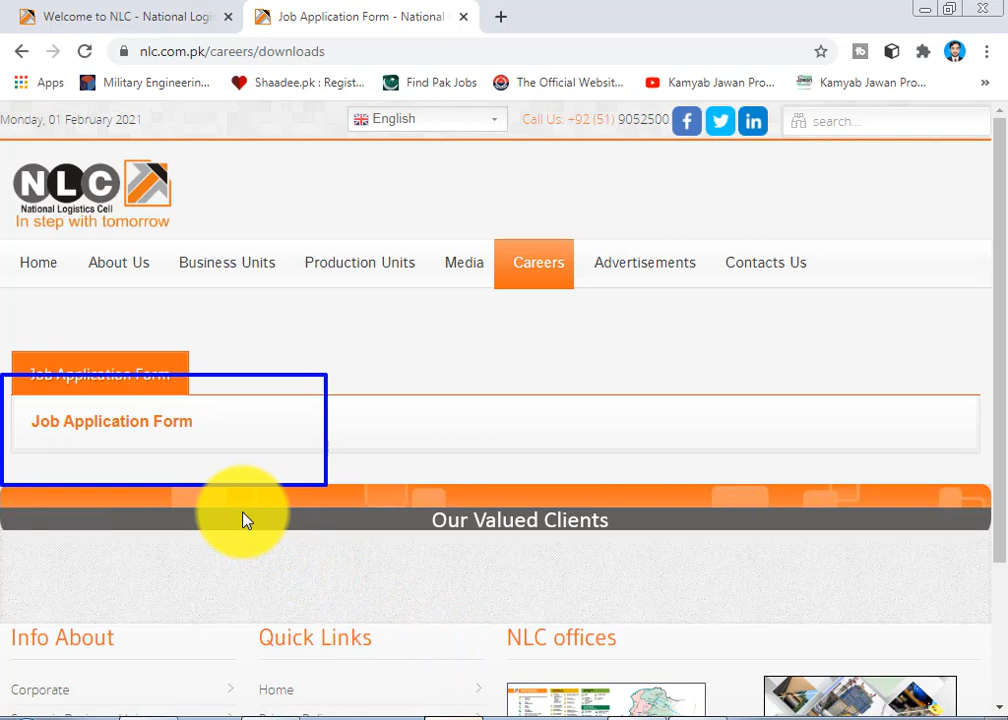 Welcome to NLC - National Logis
Job Application Form - National
nlc.com.pk/careers/downloads
Apps
Military Engineerin...
Shaadee.pk : Regist...
Find Pak Jobs
The Official Websit...
Kamyab Jawan Pro...
Kamyab Jawan Pro...
Monday, 01 February 2021
English
Call Us: +92 (51) 9052500
search...
NLC
National Logistics Cell
In step with tomorrow
Home
About Us
Business Units
Production Units
Media
Careers
Advertisements
Contacts Us
Job Application Form
Job Application Form
Our Valued Clients
Info About
Quick Links
NLC offices
Corporate
Home